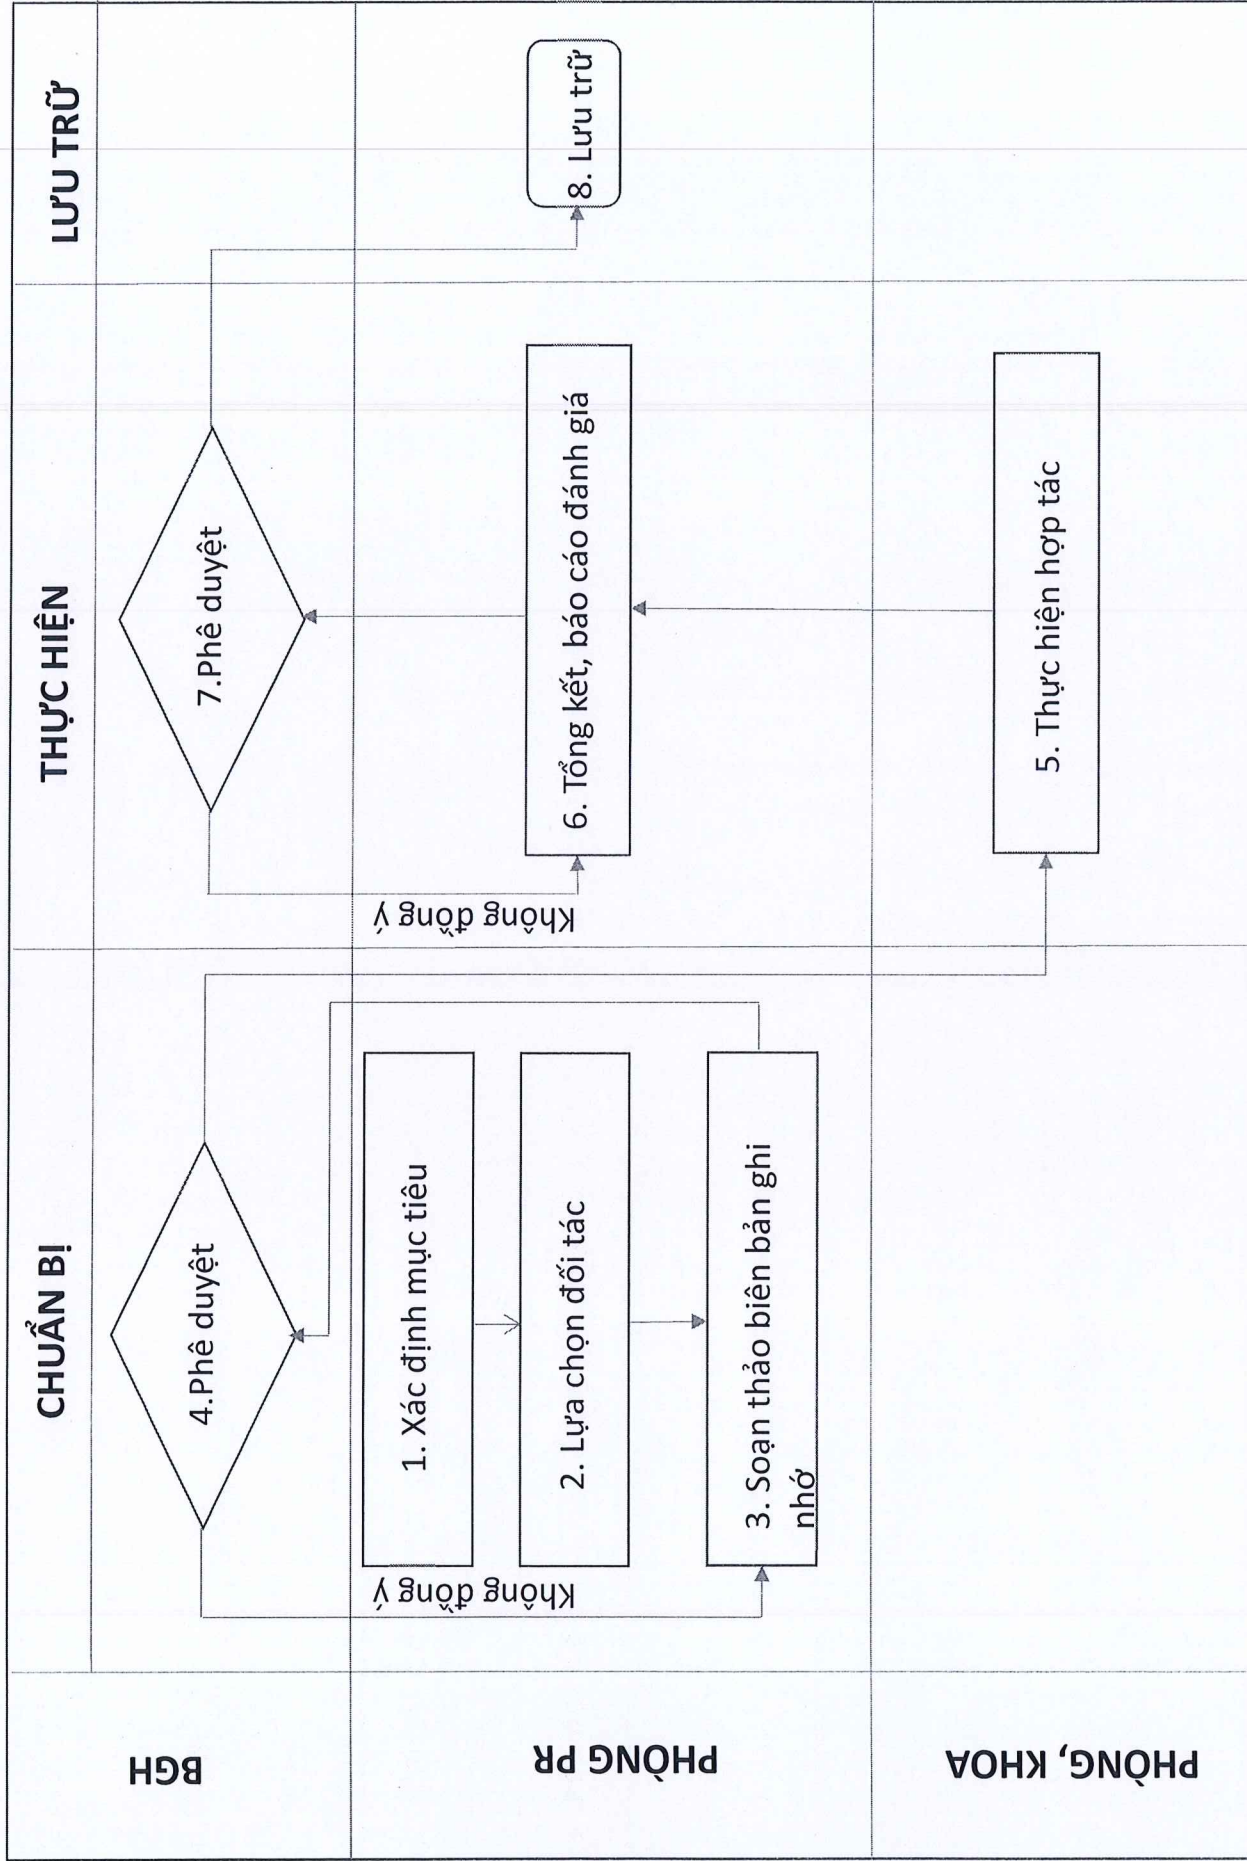 CHUẨN BỊ
THỰC HIỆN
LƯU TRỮ
BGH
4.Phê duyệt
7.Phê duyệt
PHÒNG PR
Không đồng ý
1. Xác định mục tiêu
2. Lựa chọn đối tác
3. Soạn thảo biên bản ghi
nhớ
Không đồng ý
6. Tổng kết, báo cáo đánh giá
8. Lưu trữ
PHÒNG, KHOA
5. Thực hiện hợp tác